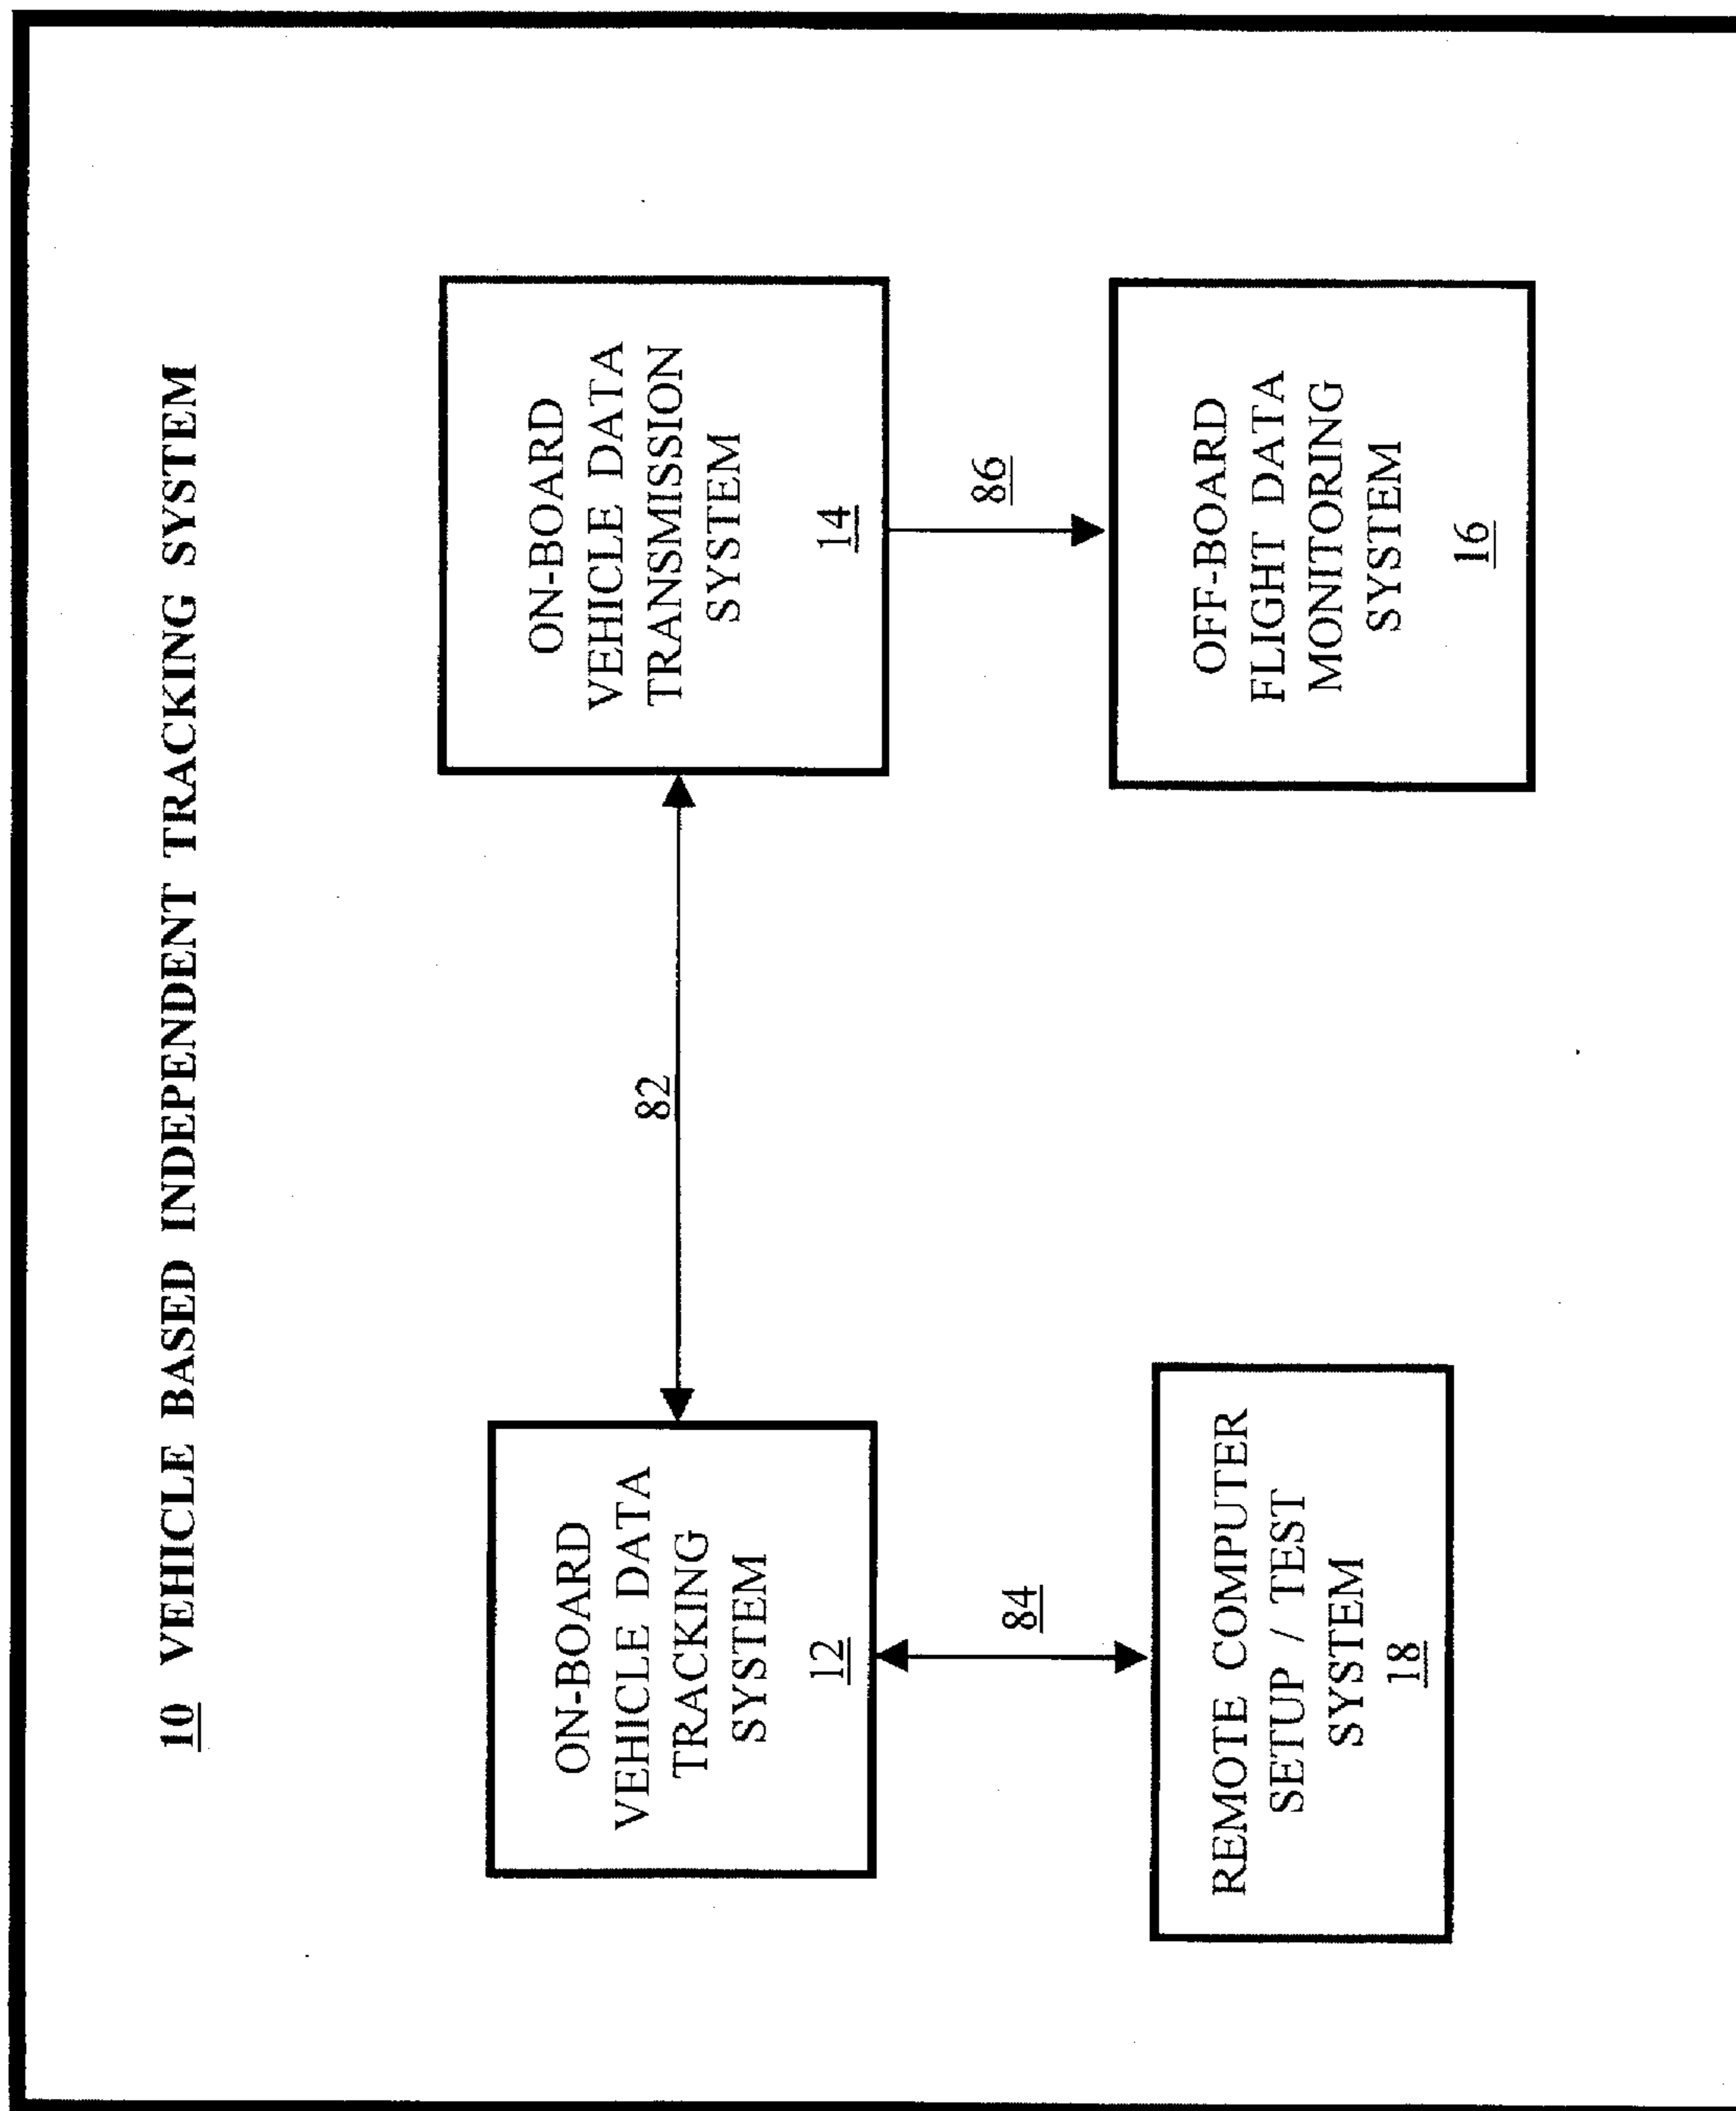 10 VEHICLE BASED INDEPENDENT TRACKING SYSTEM
ON-BOARD
VEHICLE DATA
TRACKING
SYSTEM
12
82
ON-BOARD
VEHICLE DATA
TRANSMISSION
SYSTEM
14
84
86
REMOTE COMPUTER
SETUP / TEST
SYSTEM
18
OFF-BOARD
FLIGHT DATA
MONITORING
SYSTEM
16